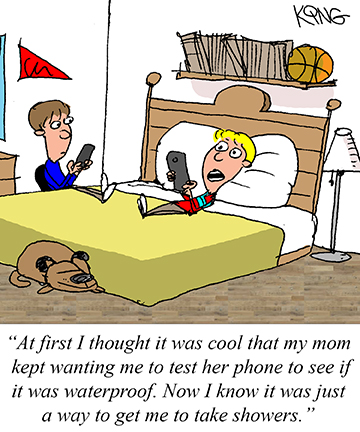 KONG
“At first I thought it was cool that my mom
kept wanting me to test her phone to see if
it was waterproof. Now I know it was just
a way to get me to take showers.”